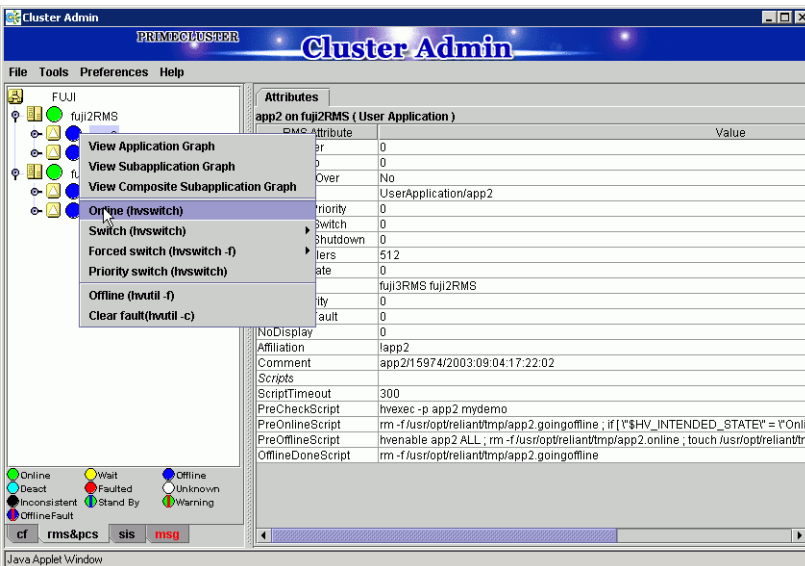 Cluster Admin
PRIMECLUSTER
Cluster Admin
File Tools Preferences Help
FUJI
fuji2RMS
View Application Graph
View Subapplication Graph
View Composite Subapplication Graph
Online (hvswitch)
Switch (hvswitch)
Forced switch (hvswitch -f)
Priority switch (hvswitch)
Offline (hvutil -f)
Clear fault(hvutil -c)
Online Wait Offline
Deact Faulted Unknown
Inconsistent Stand By Warning
OfflineFault
cf rms&pcs sis msg
Attributes
app2 on fuji2RMS ( User Application )
RMS Attribute Value
0
0
Over No
UserApplication/app2
riority 0
Switch 0
Shutdown 0
lers 512
ate 0
fuji3RMS fuji2RMS
rity 0
ault 0
NoDisplay 0
Affiliation !app2
Comment app2/15974/2003:09:04:17:22:02
Scripts
ScriptTimeout 300
PreCheckScript hvexec -p app2 mydemo
PreOnlineScript rm -f /usr/opt/reliant/tmp/app2.goingoffline ; if [ \"$HV_INTENDED_STATE\" = \"Onli
PreOfflineScript hvenable app2 ALL ; rm -f /usr/opt/reliant/tmp/app2.online ; touch /usr/opt/reliant/t
OfflineDoneScript rm -f /usr/opt/reliant/tmp/app2.goingoffline
Java Applet Window